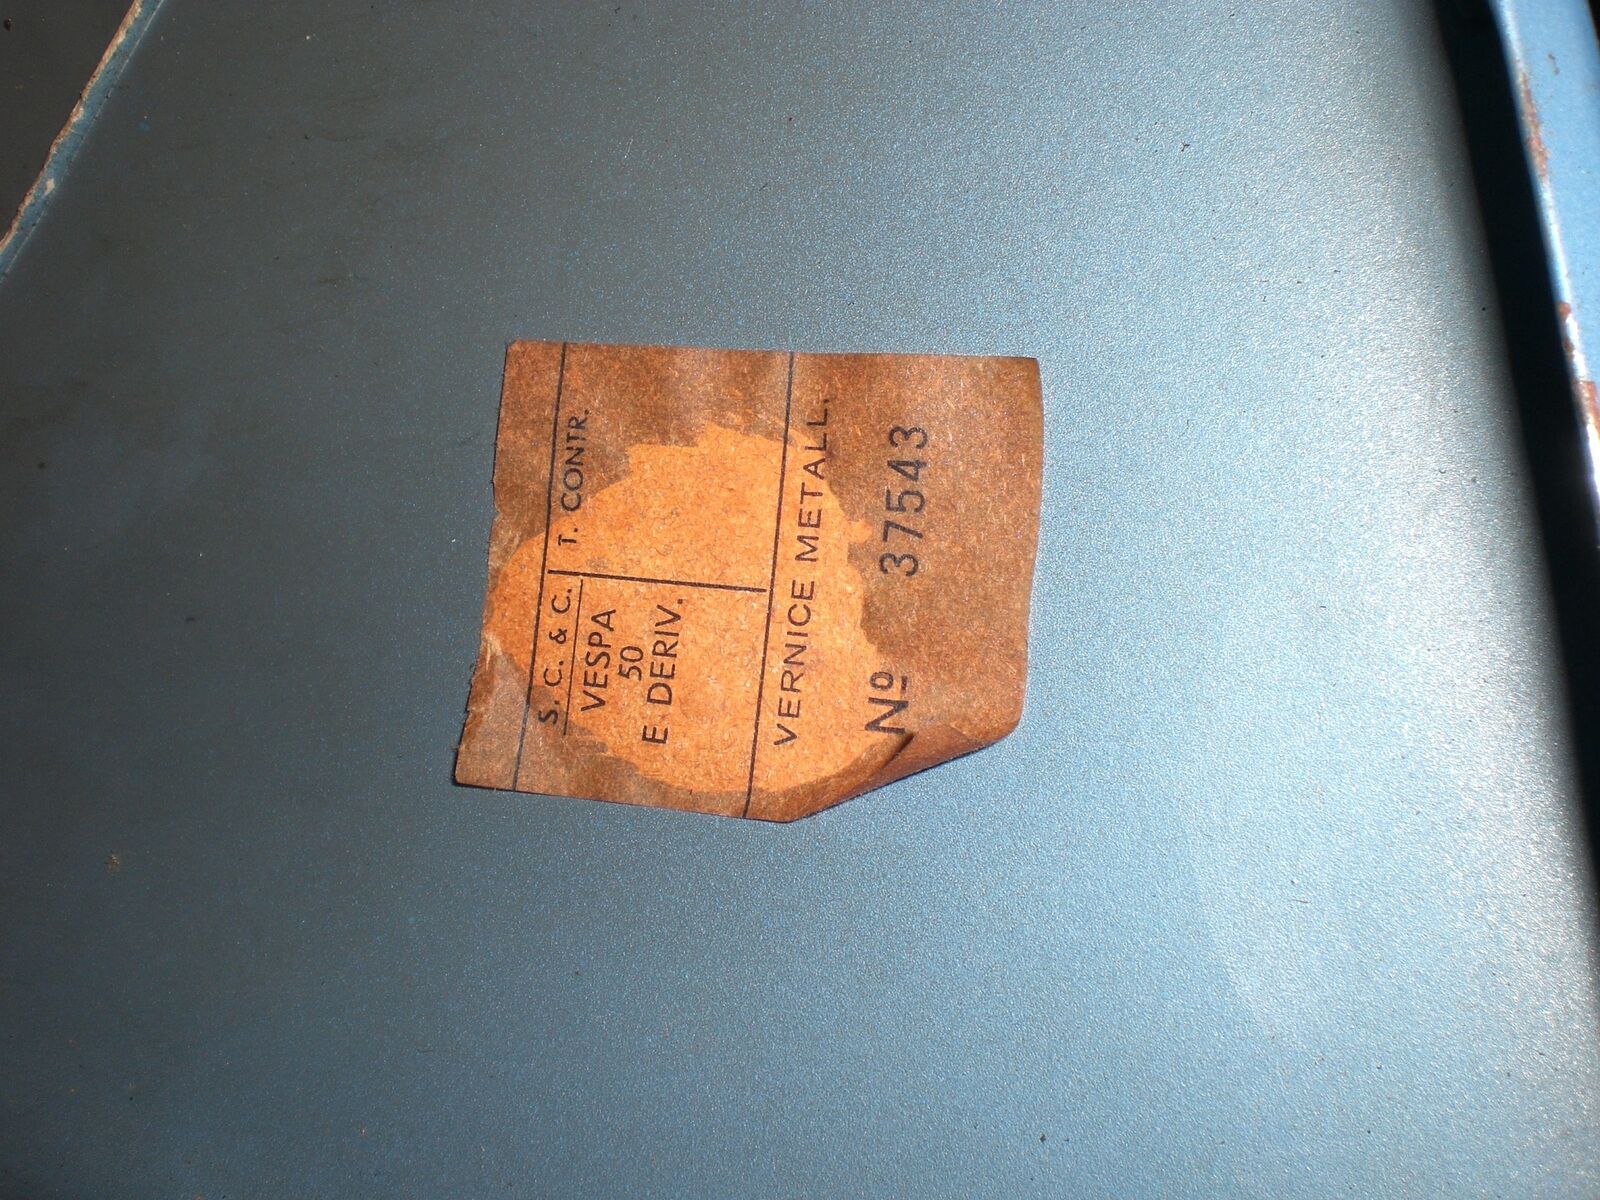 S. C. & C.
T. CONTR.
VESPA
50
E DERIV.
VERNICE METALL.
Nº 37543